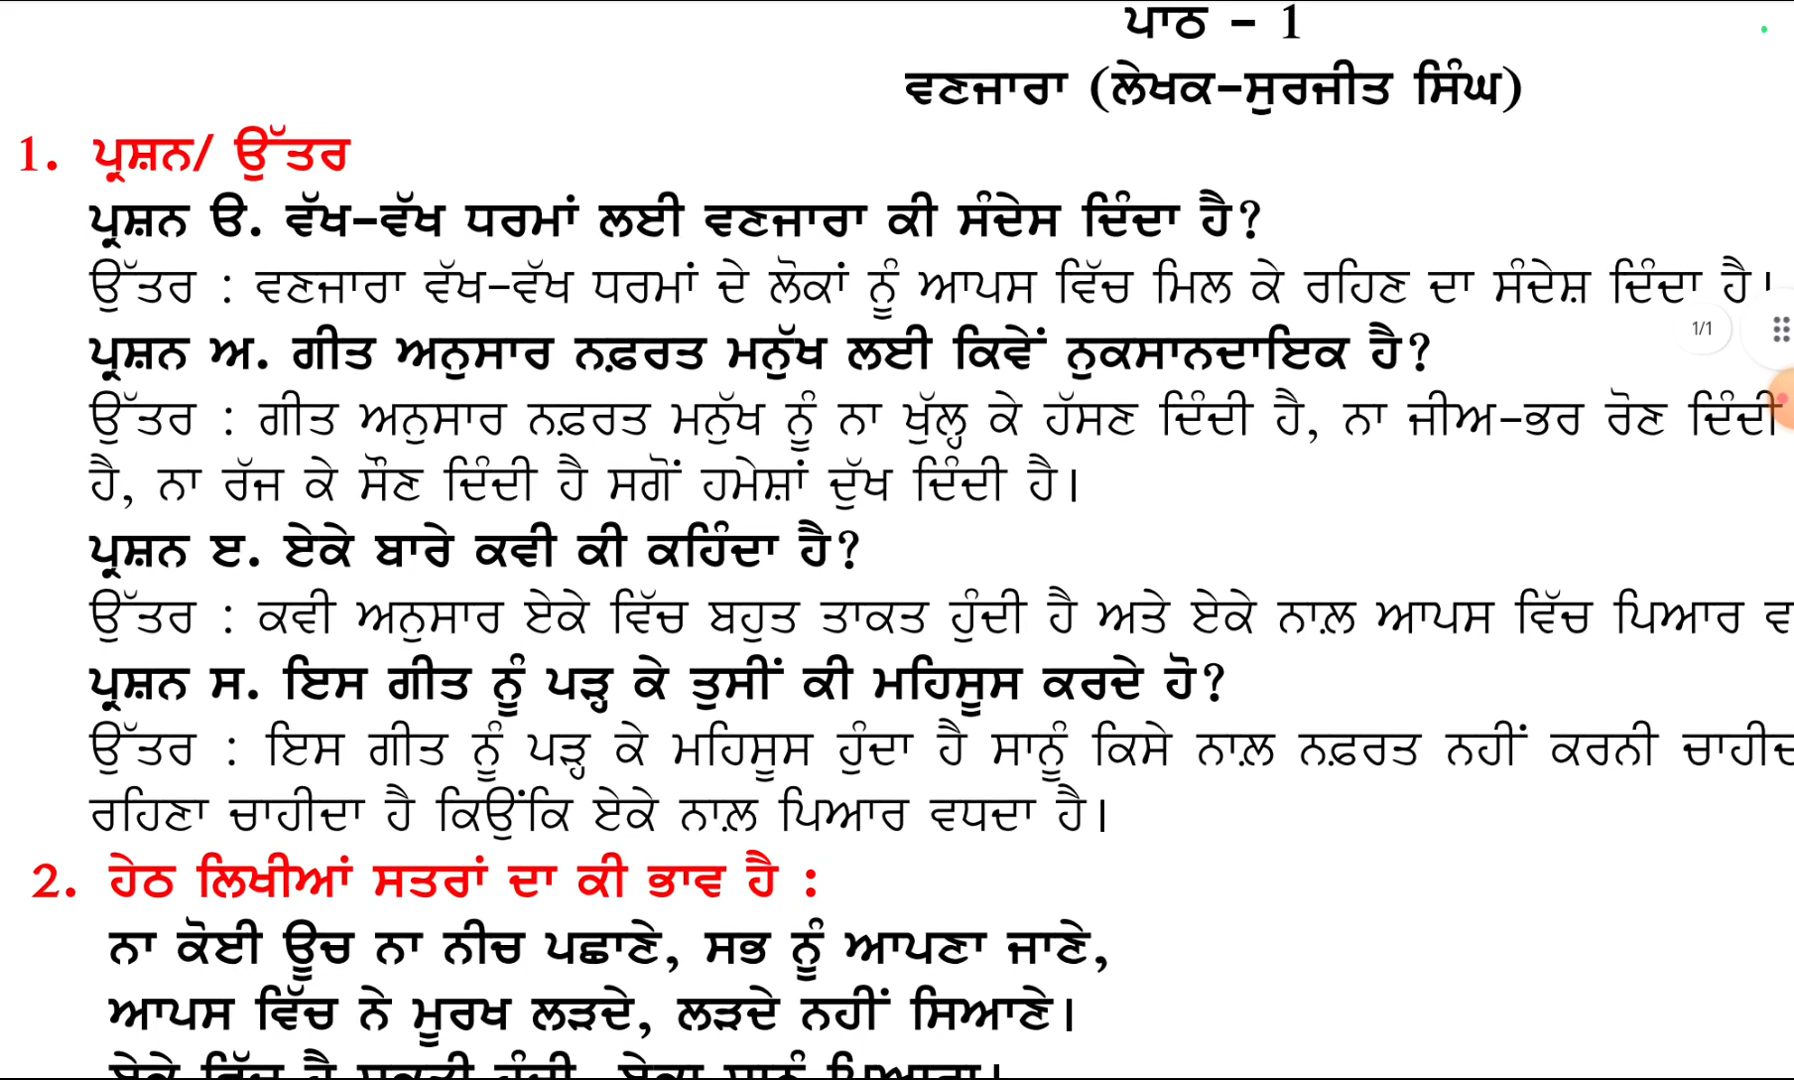 ਪਾਠ - 1
ਵਣਜਾਰਾ (ਲੇਖਕ-ਸੁਰਜੀਤ ਸਿੰਘ)
1. ਪ੍ਰਸ਼ਨ/ ਉੱਤਰ
ਪ੍ਰਸ਼ਨ ੳ. ਵੱਖ-ਵੱਖ ਧਰਮਾਂ ਲਈ ਵਣਜਾਰਾ ਕੀ ਸੰਦੇਸ ਦਿੰਦਾ ਹੈ?
ਉੱਤਰ : ਵਣਜਾਰਾ ਵੱਖ-ਵੱਖ ਧਰਮਾਂ ਦੇ ਲੋਕਾਂ ਨੂੰ ਆਪਸ ਵਿੱਚ ਮਿਲ ਕੇ ਰਹਿਣ ਦਾ ਸੰਦੇਸ਼ ਦਿੰਦਾ ਹੈ।
1/1
ਪ੍ਰਸ਼ਨ ਅ. ਗੀਤ ਅਨੁਸਾਰ ਨਫ਼ਰਤ ਮਨੁੱਖ ਲਈ ਕਿਵੇਂ ਨੁਕਸਾਨਦਾਇਕ ਹੈ?
ਉੱਤਰ : ਗੀਤ ਅਨੁਸਾਰ ਨਫ਼ਰਤ ਮਨੁੱਖ ਨੂੰ ਨਾ ਖੁੱਲ੍ਹ ਕੇ ਹੱਸਣ ਦਿੰਦੀ ਹੈ, ਨਾ ਜੀਅ-ਭਰ ਰੋਣ ਦਿੰਦੀ
ਹੈ, ਨਾ ਰੱਜ ਕੇ ਸੌਣ ਦਿੰਦੀ ਹੈ ਸਗੋਂ ਹਮੇਸ਼ਾਂ ਦੁੱਖ ਦਿੰਦੀ ਹੈ।
ਪ੍ਰਸ਼ਨ ੲ. ਏਕੇ ਬਾਰੇ ਕਵੀ ਕੀ ਕਹਿੰਦਾ ਹੈ?
ਉੱਤਰ : ਕਵੀ ਅਨੁਸਾਰ ਏਕੇ ਵਿੱਚ ਬਹੁਤ ਤਾਕਤ ਹੁੰਦੀ ਹੈ ਅਤੇ ਏਕੇ ਨਾਲ਼ ਆਪਸ ਵਿੱਚ ਪਿਆਰ
ਪ੍ਰਸ਼ਨ ਸ. ਇਸ ਗੀਤ ਨੂੰ ਪੜ੍ਹ ਕੇ ਤੁਸੀਂ ਕੀ ਮਹਿਸੂਸ ਕਰਦੇ ਹੋ?
ਉੱਤਰ : ਇਸ ਗੀਤ ਨੂੰ ਪੜ੍ਹ ਕੇ ਮਹਿਸੂਸ ਹੁੰਦਾ ਹੈ ਸਾਨੂੰ ਕਿਸੇ ਨਾਲ਼ ਨਫ਼ਰਤ ਨਹੀਂ ਕਰਨੀ
ਰਹਿਣਾ ਚਾਹੀਦਾ ਹੈ ਕਿਉਂਕਿ ਏਕੇ ਨਾਲ਼ ਪਿਆਰ ਵਧਦਾ ਹੈ।
2. ਹੇਠ ਲਿਖੀਆਂ ਸਤਰਾਂ ਦਾ ਕੀ ਭਾਵ ਹੈ :
ਨਾ ਕੋਈ ਊਚ ਨਾ ਨੀਚ ਪਛਾਣੇ, ਸਭ ਨੂੰ ਆਪਣਾ ਜਾਣੇ,
ਆਪਸ ਵਿੱਚ ਨੇ ਮੂਰਖ ਲੜਦੇ, ਲੜਦੇ ਨਹੀਂ ਸਿਆਣੇ।